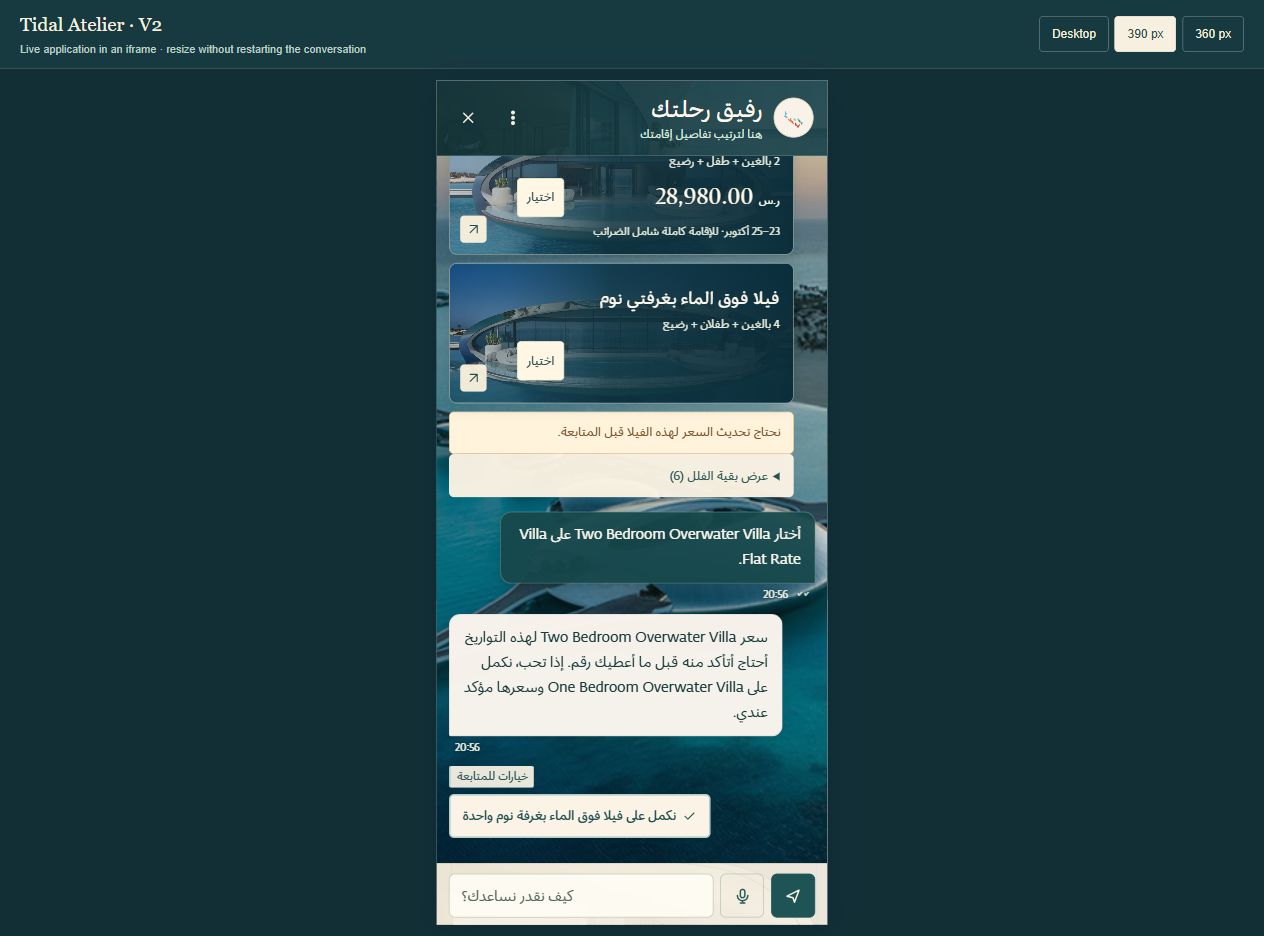 Tidal Atelier · V2
Live application in an iframe · resize without restarting the conversation
Desktop
390 px
360 px
رفيق رحلتك
هنا لترتيب تفاصيل إقامتك
2 بالغين + طفل + رضيع
ر.س 28,980.00
اختيار
23–25 أكتوبر · للإقامة كاملة شامل الضرائب
فيلا فوق الماء بغرفتي نوم
4 بالغين + طفلان + رضيع
اختيار
نحتاج تحديث السعر لهذه الفيلا قبل المتابعة.
عرض بقية الفلل (6)
أختار Two Bedroom Overwater Villa على Villa
Flat Rate.
20:56
سعر Two Bedroom Overwater Villa لهذه التواريخ
أحتاج أتأكد منه قبل ما أعطيك رقم. إذا تحب، نكمل
على One Bedroom Overwater Villa وسعرها مؤكد
عندي.
20:56
خيارات للمتابعة
نكمل على فيلا فوق الماء بغرفة نوم واحدة
كيف نقدر نساعدك؟